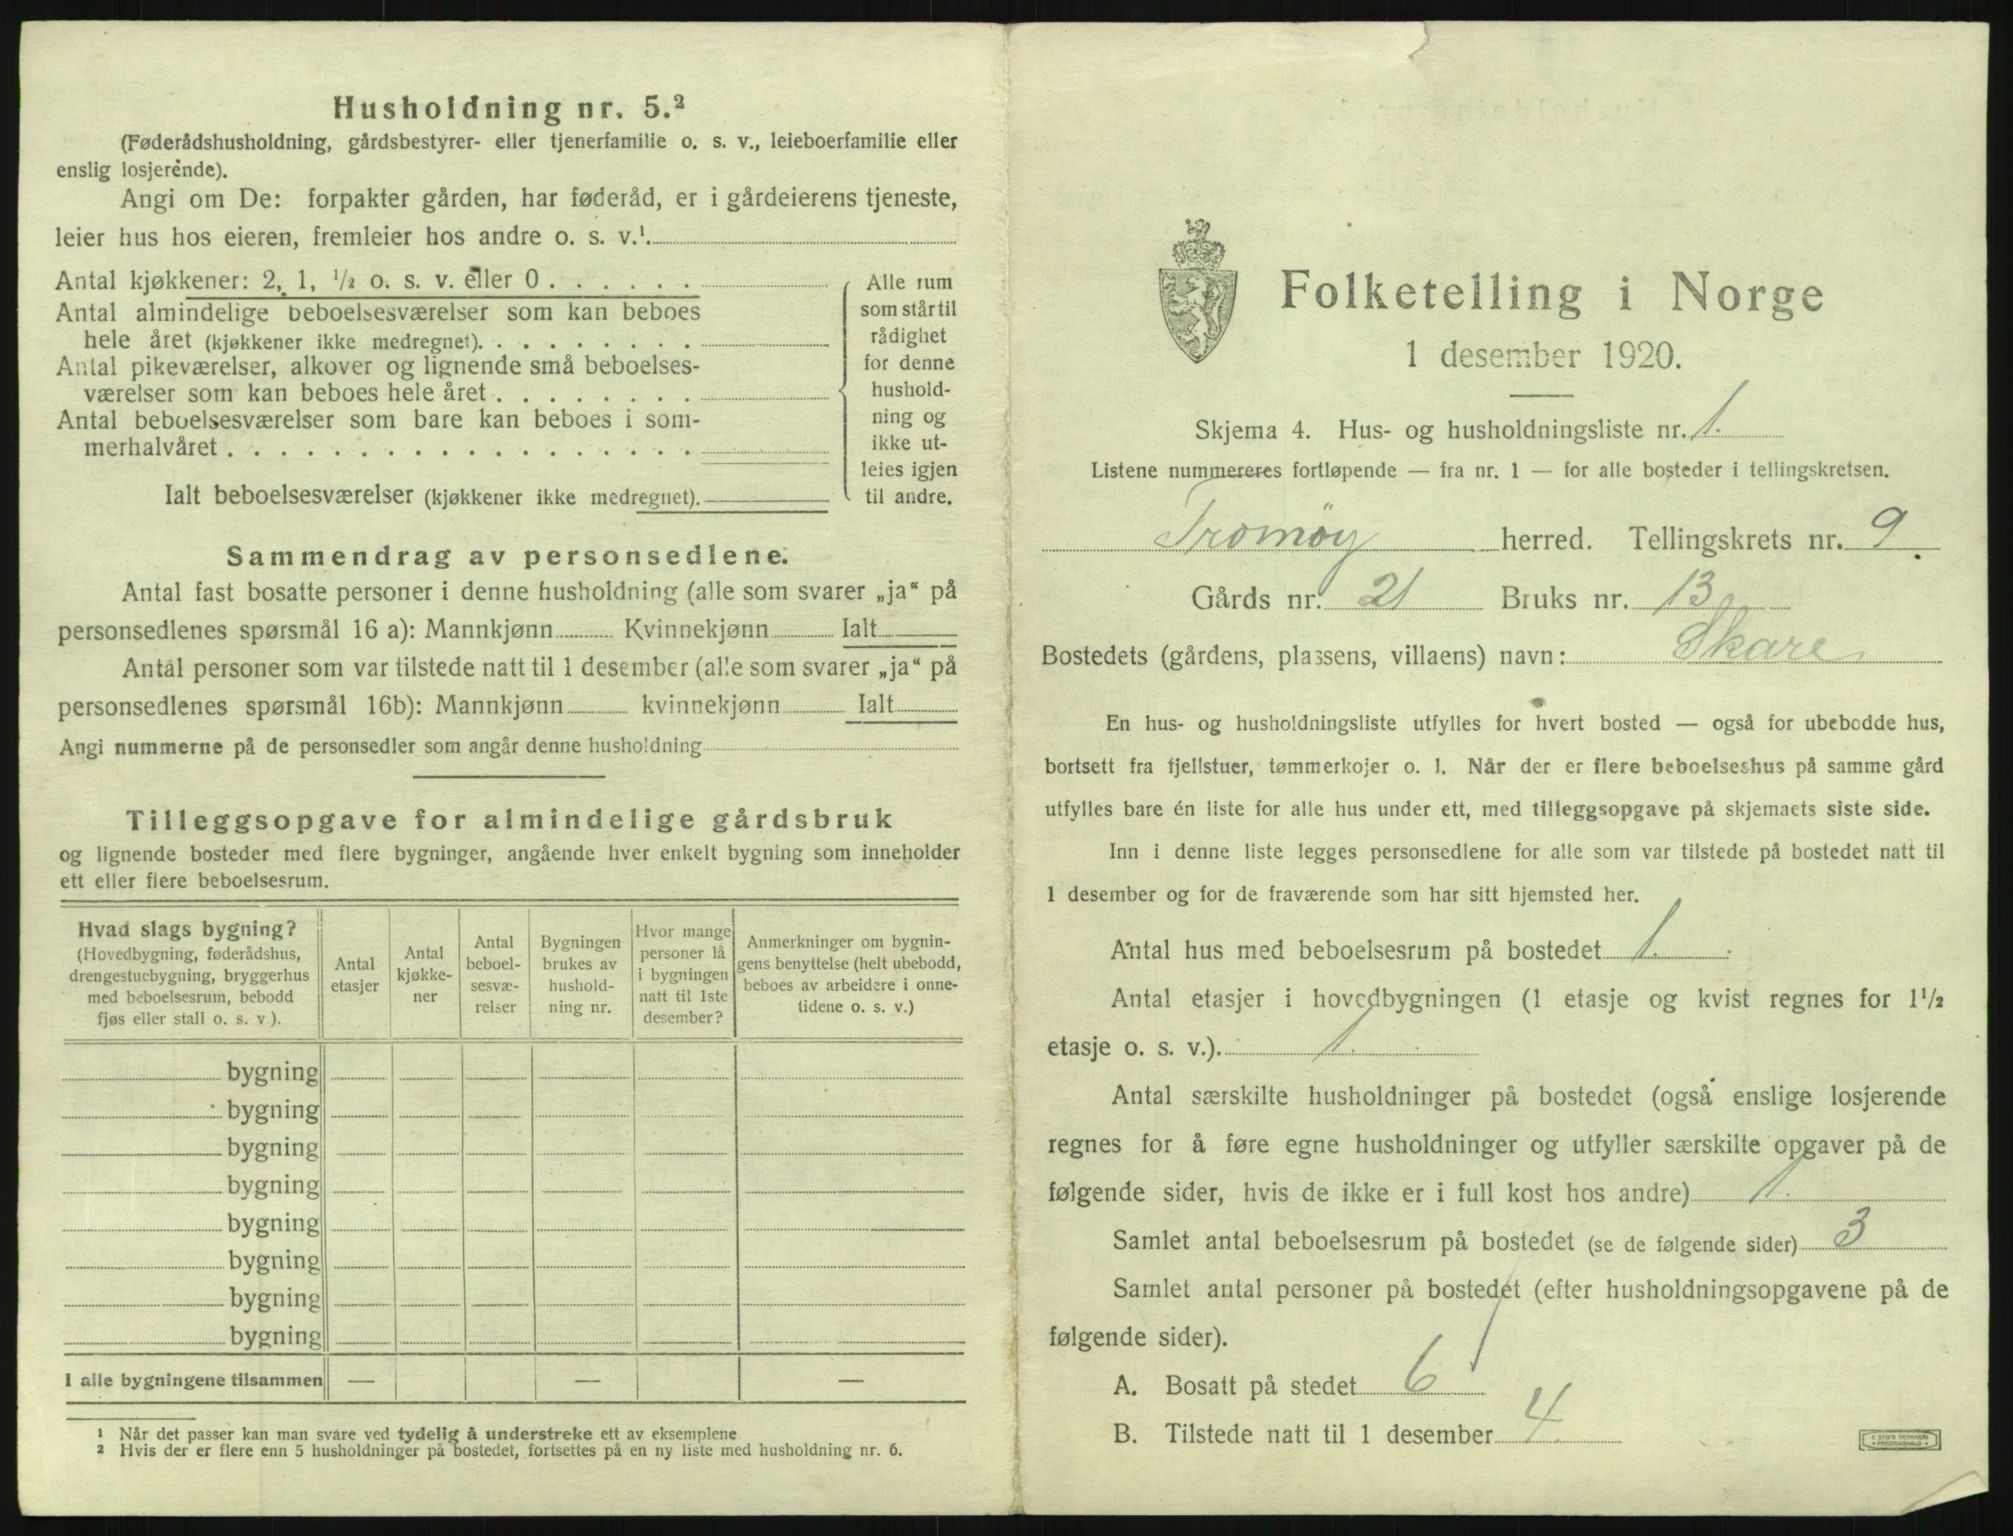 Husholdning nr. 5.²
(Føderådshusholdning, gårdsbestyrer- eller tjenerfamilie o. s. v., leieboerfamilie eller
enslig losjerende).
Angi om De: forpakter gården, har føderåd, er i gårdeierens tjeneste,
leier hus hos eieren, fremleier hos andre o. s. v.¹
Antal kjøkkener: 2, 1, ½ o. s. v. eller 0
Antal almindelige beboelsesværelser som kan beboes
hele året (kjøkkener ikke medregnet).
Antal pikeværelser, alkover og lignende små beboelses-
værelser som kan beboes hele året
Antal beboelsesværelser som bare kan beboes i som-
merhalvåret
Ialt beboelsesværelser (kjøkkener ikke medregnet).
Alle rum
som står til
rådighet
for denne
hushold-
ning og
ikke ut-
leies igjen
til andre.
Sammendrag av personsedlene.
Antal fast bosatte personer i denne husholdning (alle som svarer „ja“ på
personsedlenes spørsmål 16 a): Mannkjønn Kvinnekjønn Ialt
Antal personer som var tilstede natt til 1 desember (alle som svarer „ja“ på
personsedlenes spørsmål 16b): Mannkjønn kvinnekjønn Ialt
Angi nummerne på de personsedler som angår denne husholdning
Tilleggsopgave for almindelige gårdsbruk
og lignende bosteder med flere bygninger, angående hver enkelt bygning som inneholder
ett eller flere beboelsesrum.
Hvad slags bygning?
(Hovedbygning, føderådshus,
drengestuebygning, bryggerhus
med beboelsesrum, bebodd
fjøs eller stall o. s. v ).
Antal
etasjer
Antal
kjøkke-
ner
Antal
beboel-
sesvæ-
relser
Bygningen
brukes av
hushold-
ning nr.
Hvor mange
personer lå
i bygningen
natt til 1ste
desember?
Anmerkninger om bygnin-
gens benyttelse (helt ubebodd,
beboes av arbeidere i onne-
tidene o. s. v.)
bygning
bygning
bygning
bygning
bygning
bygning
bygning
bygning
I alle bygningene tilsammen — — —
¹ Når det passer kan man svare ved tydelig å understreke ett av eksemplene
² Hvis der er flere enn 5 husholdninger på bostedet, fortsettes på en ny liste med husholdning nr. 6.
Folketelling i Norge
1 desember 1920.
Skjema 4. Hus- og husholdningsliste nr. 1.
Listene nummereres fortløpende — fra nr. 1 — for alle bosteder i tellingskretsen.
Tromøy herred. Tellingskrets nr. 9.
Gårds nr. 21 Bruks nr. 13
Bostedets (gårdens, plassens, villaens) navn: Skare
En hus- og husholdningsliste utfylles for hvert bosted — også for ubebodde hus,
bortsett fra fjellstuer, tømmerkojer o. l. Når der er flere beboelseshus på samme gård
utfylles bare én liste for alle hus under ett, med tilleggsopgave på skjemaets siste side.
Inn i denne liste legges personsedlene for alle som var tilstede på bostedet natt til
1 desember og for de fraværende som har sitt hjemsted her.
Antal hus med beboelsesrum på bostedet 1.
Antal etasjer i hovedbygningen (1 etasje og kvist regnes for 1½
etasje o. s. v.). 1.
Antal særskilte husholdninger på bostedet (også enslige losjerende
regnes for å føre egne husholdninger og utfyller særskilte opgaver på de
følgende sider, hvis de ikke er i full kost hos andre) 1.
Samlet antal beboelsesrum på bostedet (se de følgende sider) 3
Samlet antal personer på bostedet (efter husholdningsopgavene på de
følgende sider).
A. Bosatt på stedet 6
B. Tilstede natt til 1 desember 4